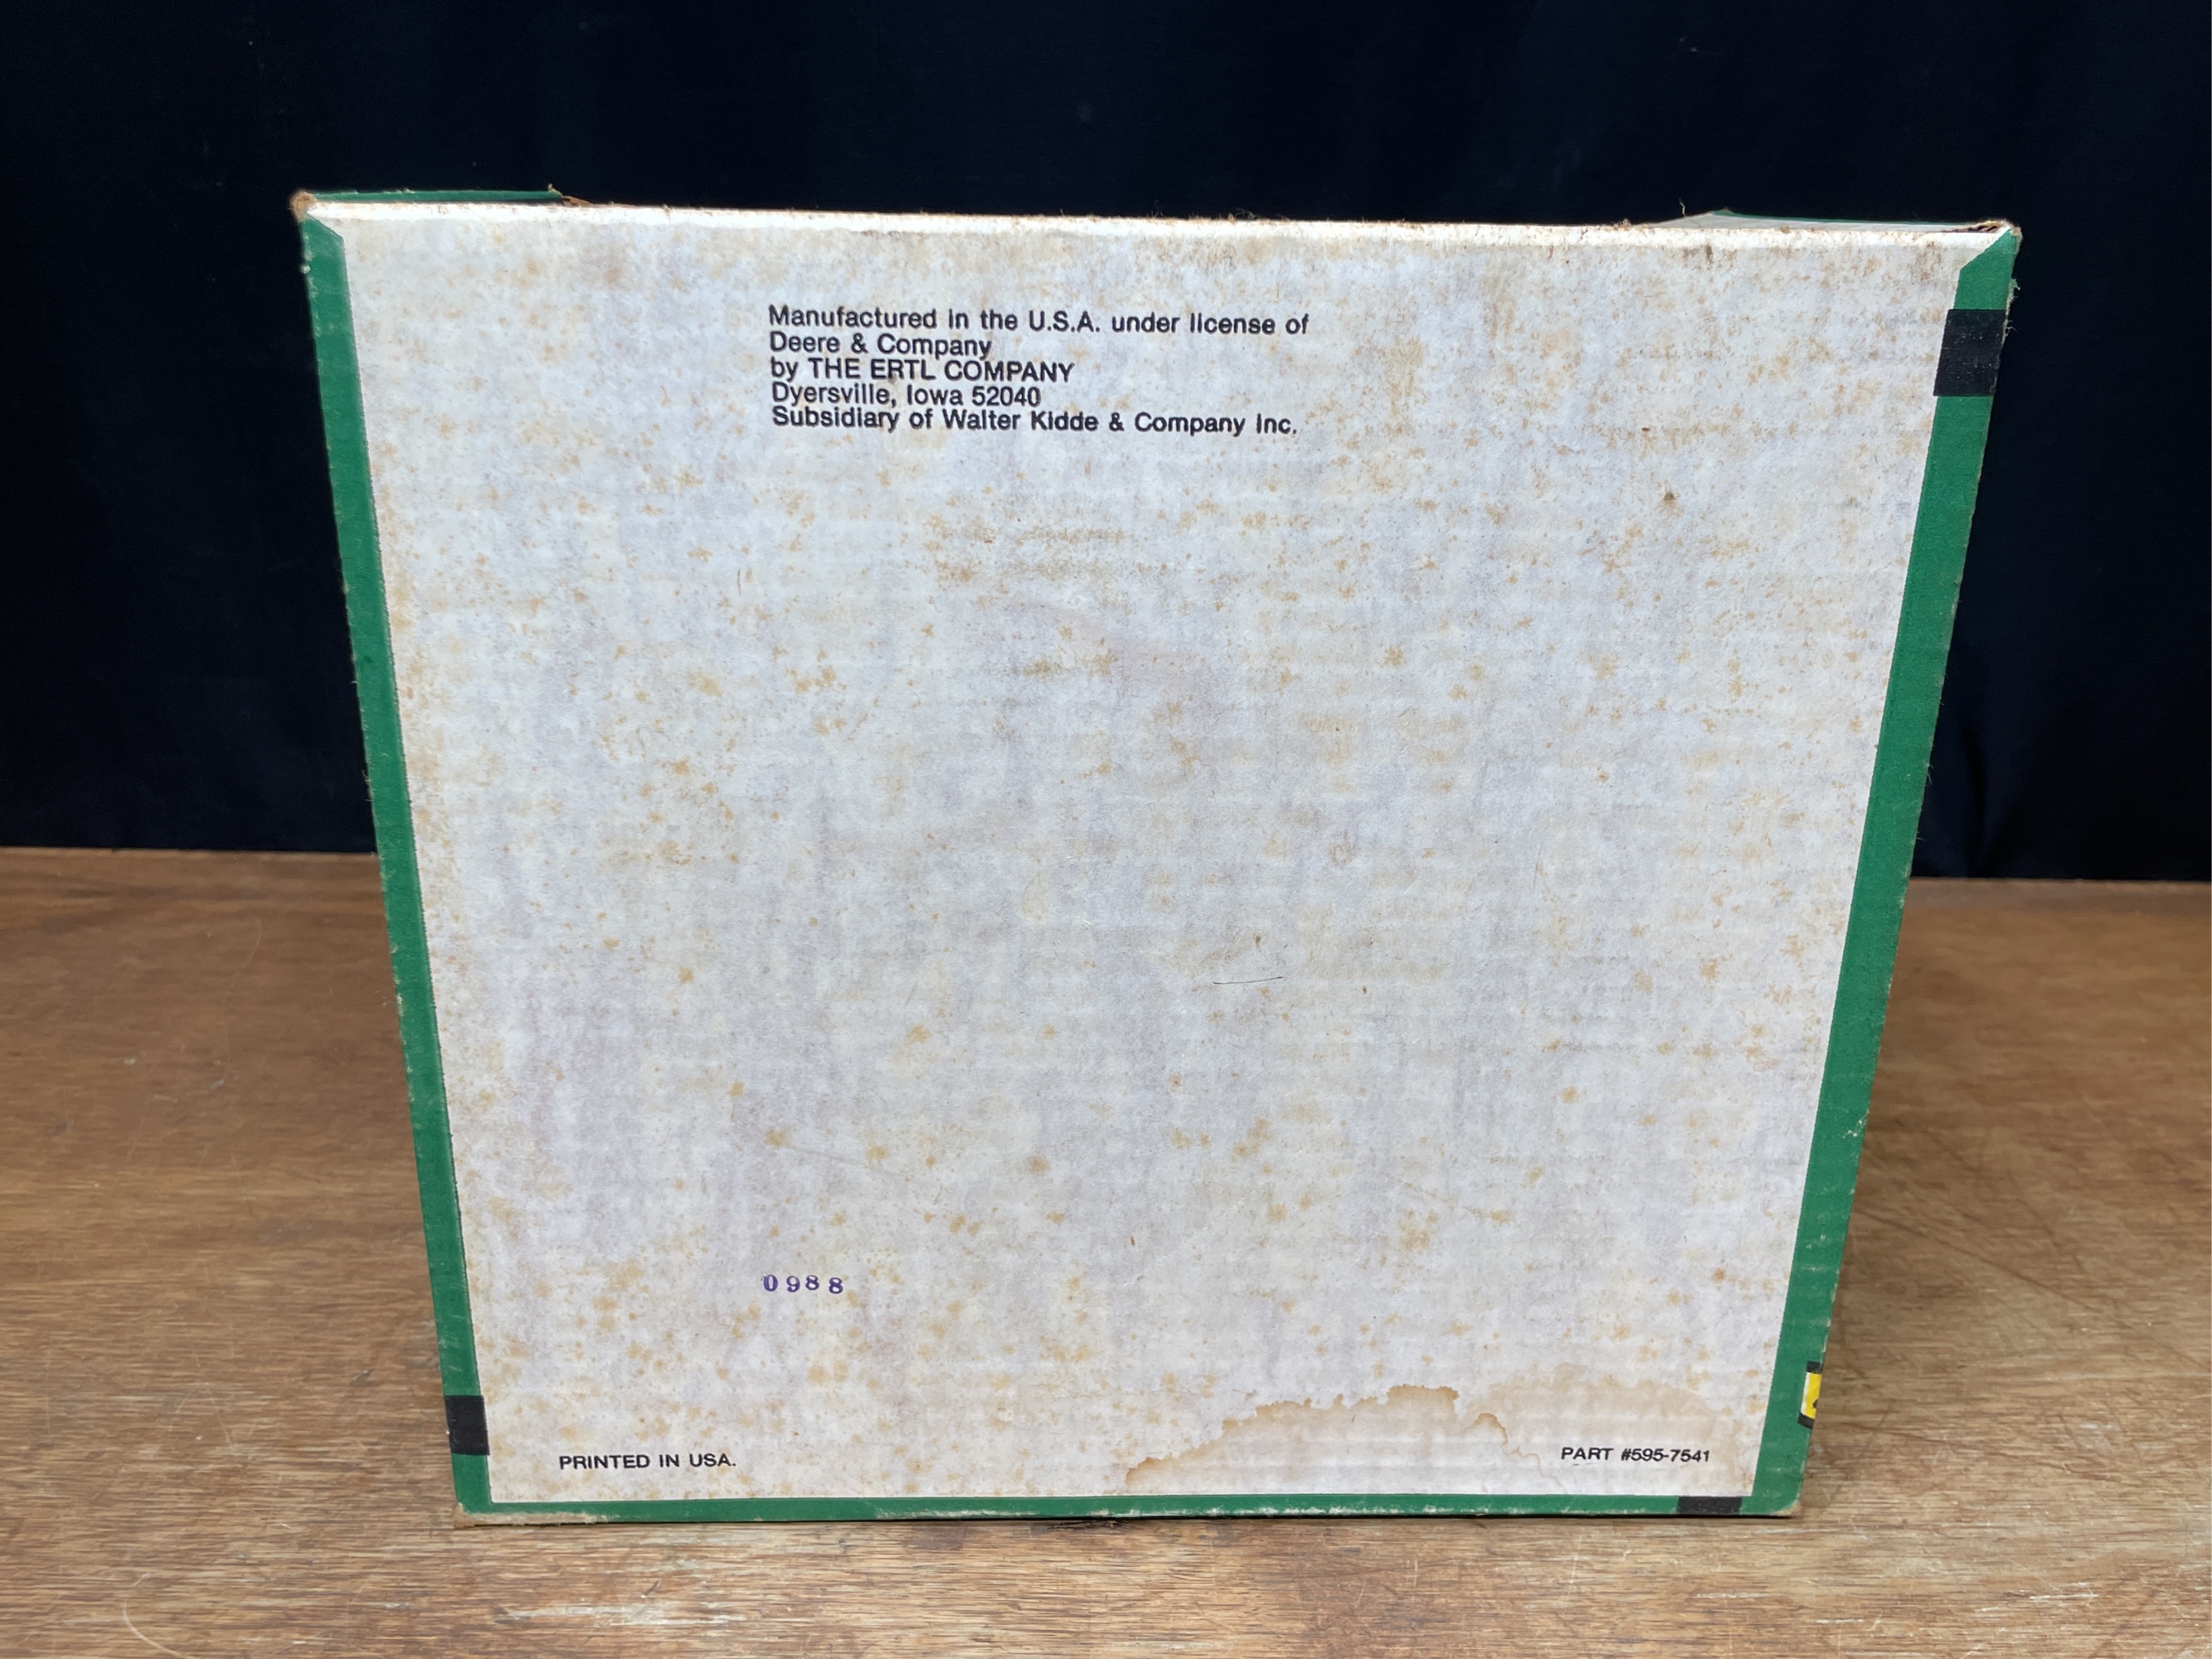 Manufactured in the U.S.A. under license of
Deere & Company
by THE ERTL COMPANY
Dyersville, Iowa 52040
Subsidiary of Walter Kidde & Company Inc.
0988
PRINTED IN USA.
PART #595-7541